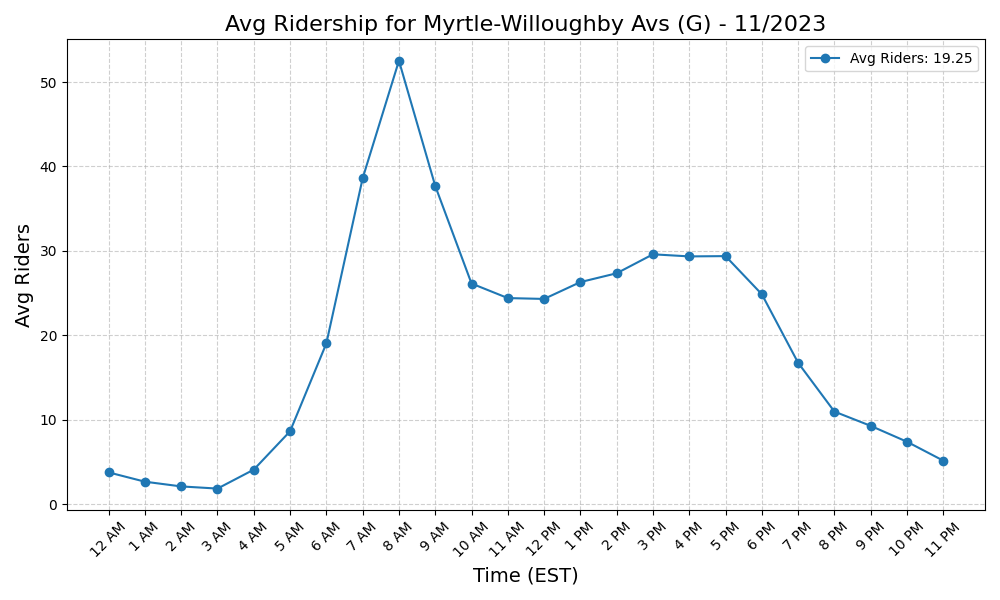 Avg Ridership for Myrtle-Willoughby Avs (G) - 11/2023
Avg Riders: 19.25
Avg Riders
50
40
30
20
10
0
12 AM
1 AM
2 AM
3 AM
4 AM
5 AM
6 AM
7 AM
8 AM
9 AM
10 AM
11 AM
12 PM
1 PM
2 PM
3 PM
4 PM
5 PM
6 PM
7 PM
8 PM
9 PM
10 PM
11 PM
Time (EST)